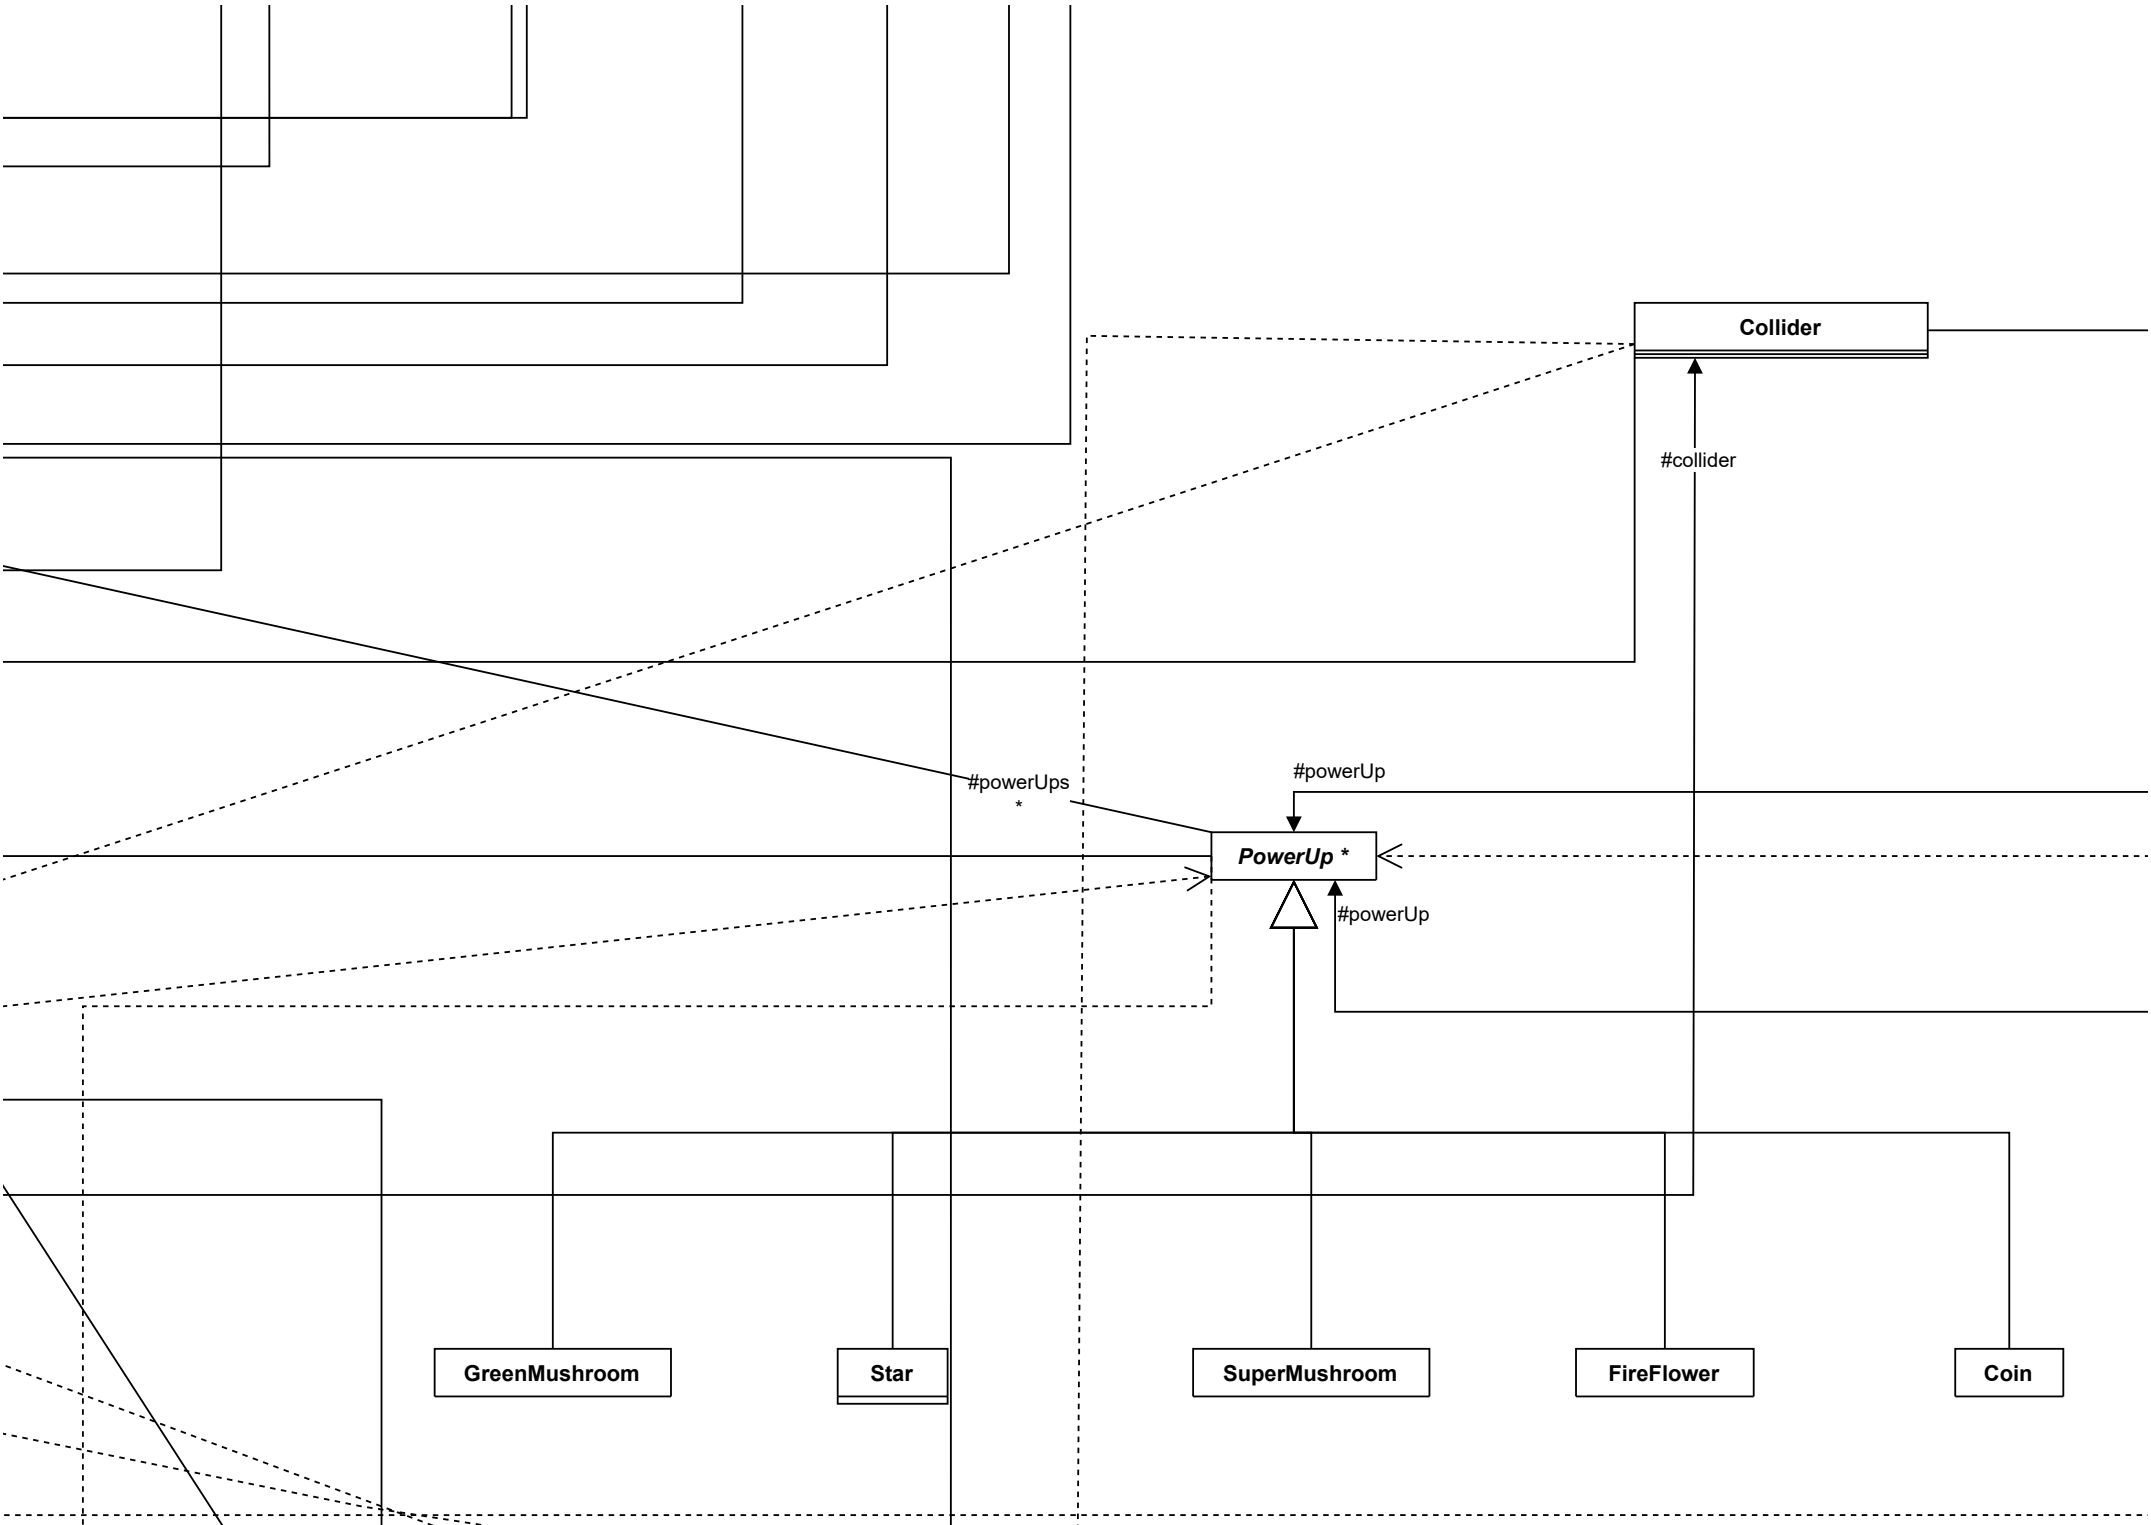 Collider
#collider
#powerUp
#powerUps
*
PowerUp *
#powerUp
GreenMushroom
Star
SuperMushroom
FireFlower
Coin